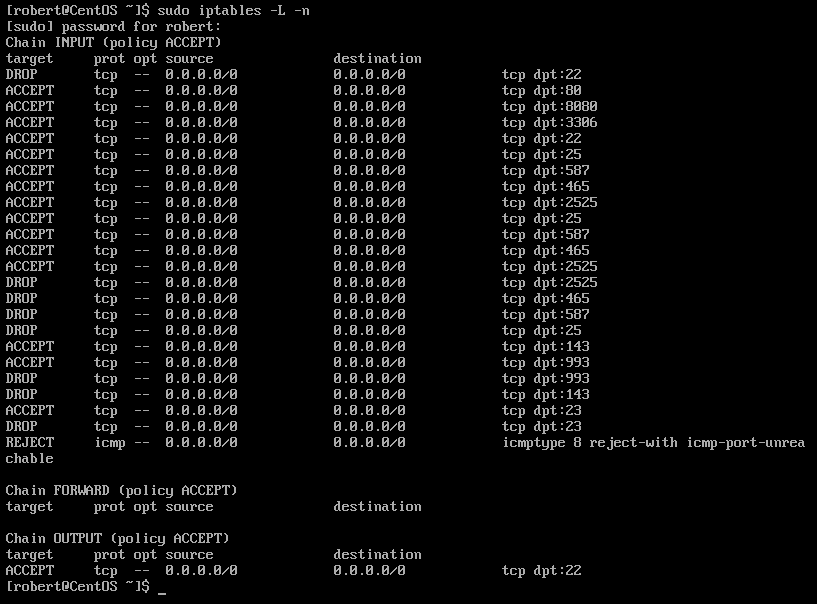 [robert@CentOS ~]$ sudo iptables -L -n
[sudo] password for robert:
Chain INPUT (policy ACCEPT)
target     prot opt source               destination
DROP       tcp  --  0.0.0.0/0            0.0.0.0/0            tcp dpt:22
ACCEPT     tcp  --  0.0.0.0/0            0.0.0.0/0            tcp dpt:80
ACCEPT     tcp  --  0.0.0.0/0            0.0.0.0/0            tcp dpt:8080
ACCEPT     tcp  --  0.0.0.0/0            0.0.0.0/0            tcp dpt:3306
ACCEPT     tcp  --  0.0.0.0/0            0.0.0.0/0            tcp dpt:22
ACCEPT     tcp  --  0.0.0.0/0            0.0.0.0/0            tcp dpt:25
ACCEPT     tcp  --  0.0.0.0/0            0.0.0.0/0            tcp dpt:587
ACCEPT     tcp  --  0.0.0.0/0            0.0.0.0/0            tcp dpt:465
ACCEPT     tcp  --  0.0.0.0/0            0.0.0.0/0            tcp dpt:2525
ACCEPT     tcp  --  0.0.0.0/0            0.0.0.0/0            tcp dpt:25
ACCEPT     tcp  --  0.0.0.0/0            0.0.0.0/0            tcp dpt:587
ACCEPT     tcp  --  0.0.0.0/0            0.0.0.0/0            tcp dpt:465
ACCEPT     tcp  --  0.0.0.0/0            0.0.0.0/0            tcp dpt:2525
DROP       tcp  --  0.0.0.0/0            0.0.0.0/0            tcp dpt:2525
DROP       tcp  --  0.0.0.0/0            0.0.0.0/0            tcp dpt:465
DROP       tcp  --  0.0.0.0/0            0.0.0.0/0            tcp dpt:587
DROP       tcp  --  0.0.0.0/0            0.0.0.0/0            tcp dpt:25
ACCEPT     tcp  --  0.0.0.0/0            0.0.0.0/0            tcp dpt:143
ACCEPT     tcp  --  0.0.0.0/0            0.0.0.0/0            tcp dpt:993
DROP       tcp  --  0.0.0.0/0            0.0.0.0/0            tcp dpt:993
DROP       tcp  --  0.0.0.0/0            0.0.0.0/0            tcp dpt:143
ACCEPT     tcp  --  0.0.0.0/0            0.0.0.0/0            tcp dpt:23
DROP       tcp  --  0.0.0.0/0            0.0.0.0/0            tcp dpt:23
REJECT     icmp --  0.0.0.0/0            0.0.0.0/0            icmptype 8 reject-with icmp-port-unrea
chable
Chain FORWARD (policy ACCEPT)
target     prot opt source               destination
Chain OUTPUT (policy ACCEPT)
target     prot opt source               destination
ACCEPT     tcp  --  0.0.0.0/0            0.0.0.0/0            tcp dpt:22
[robert@CentOS ~]$ _